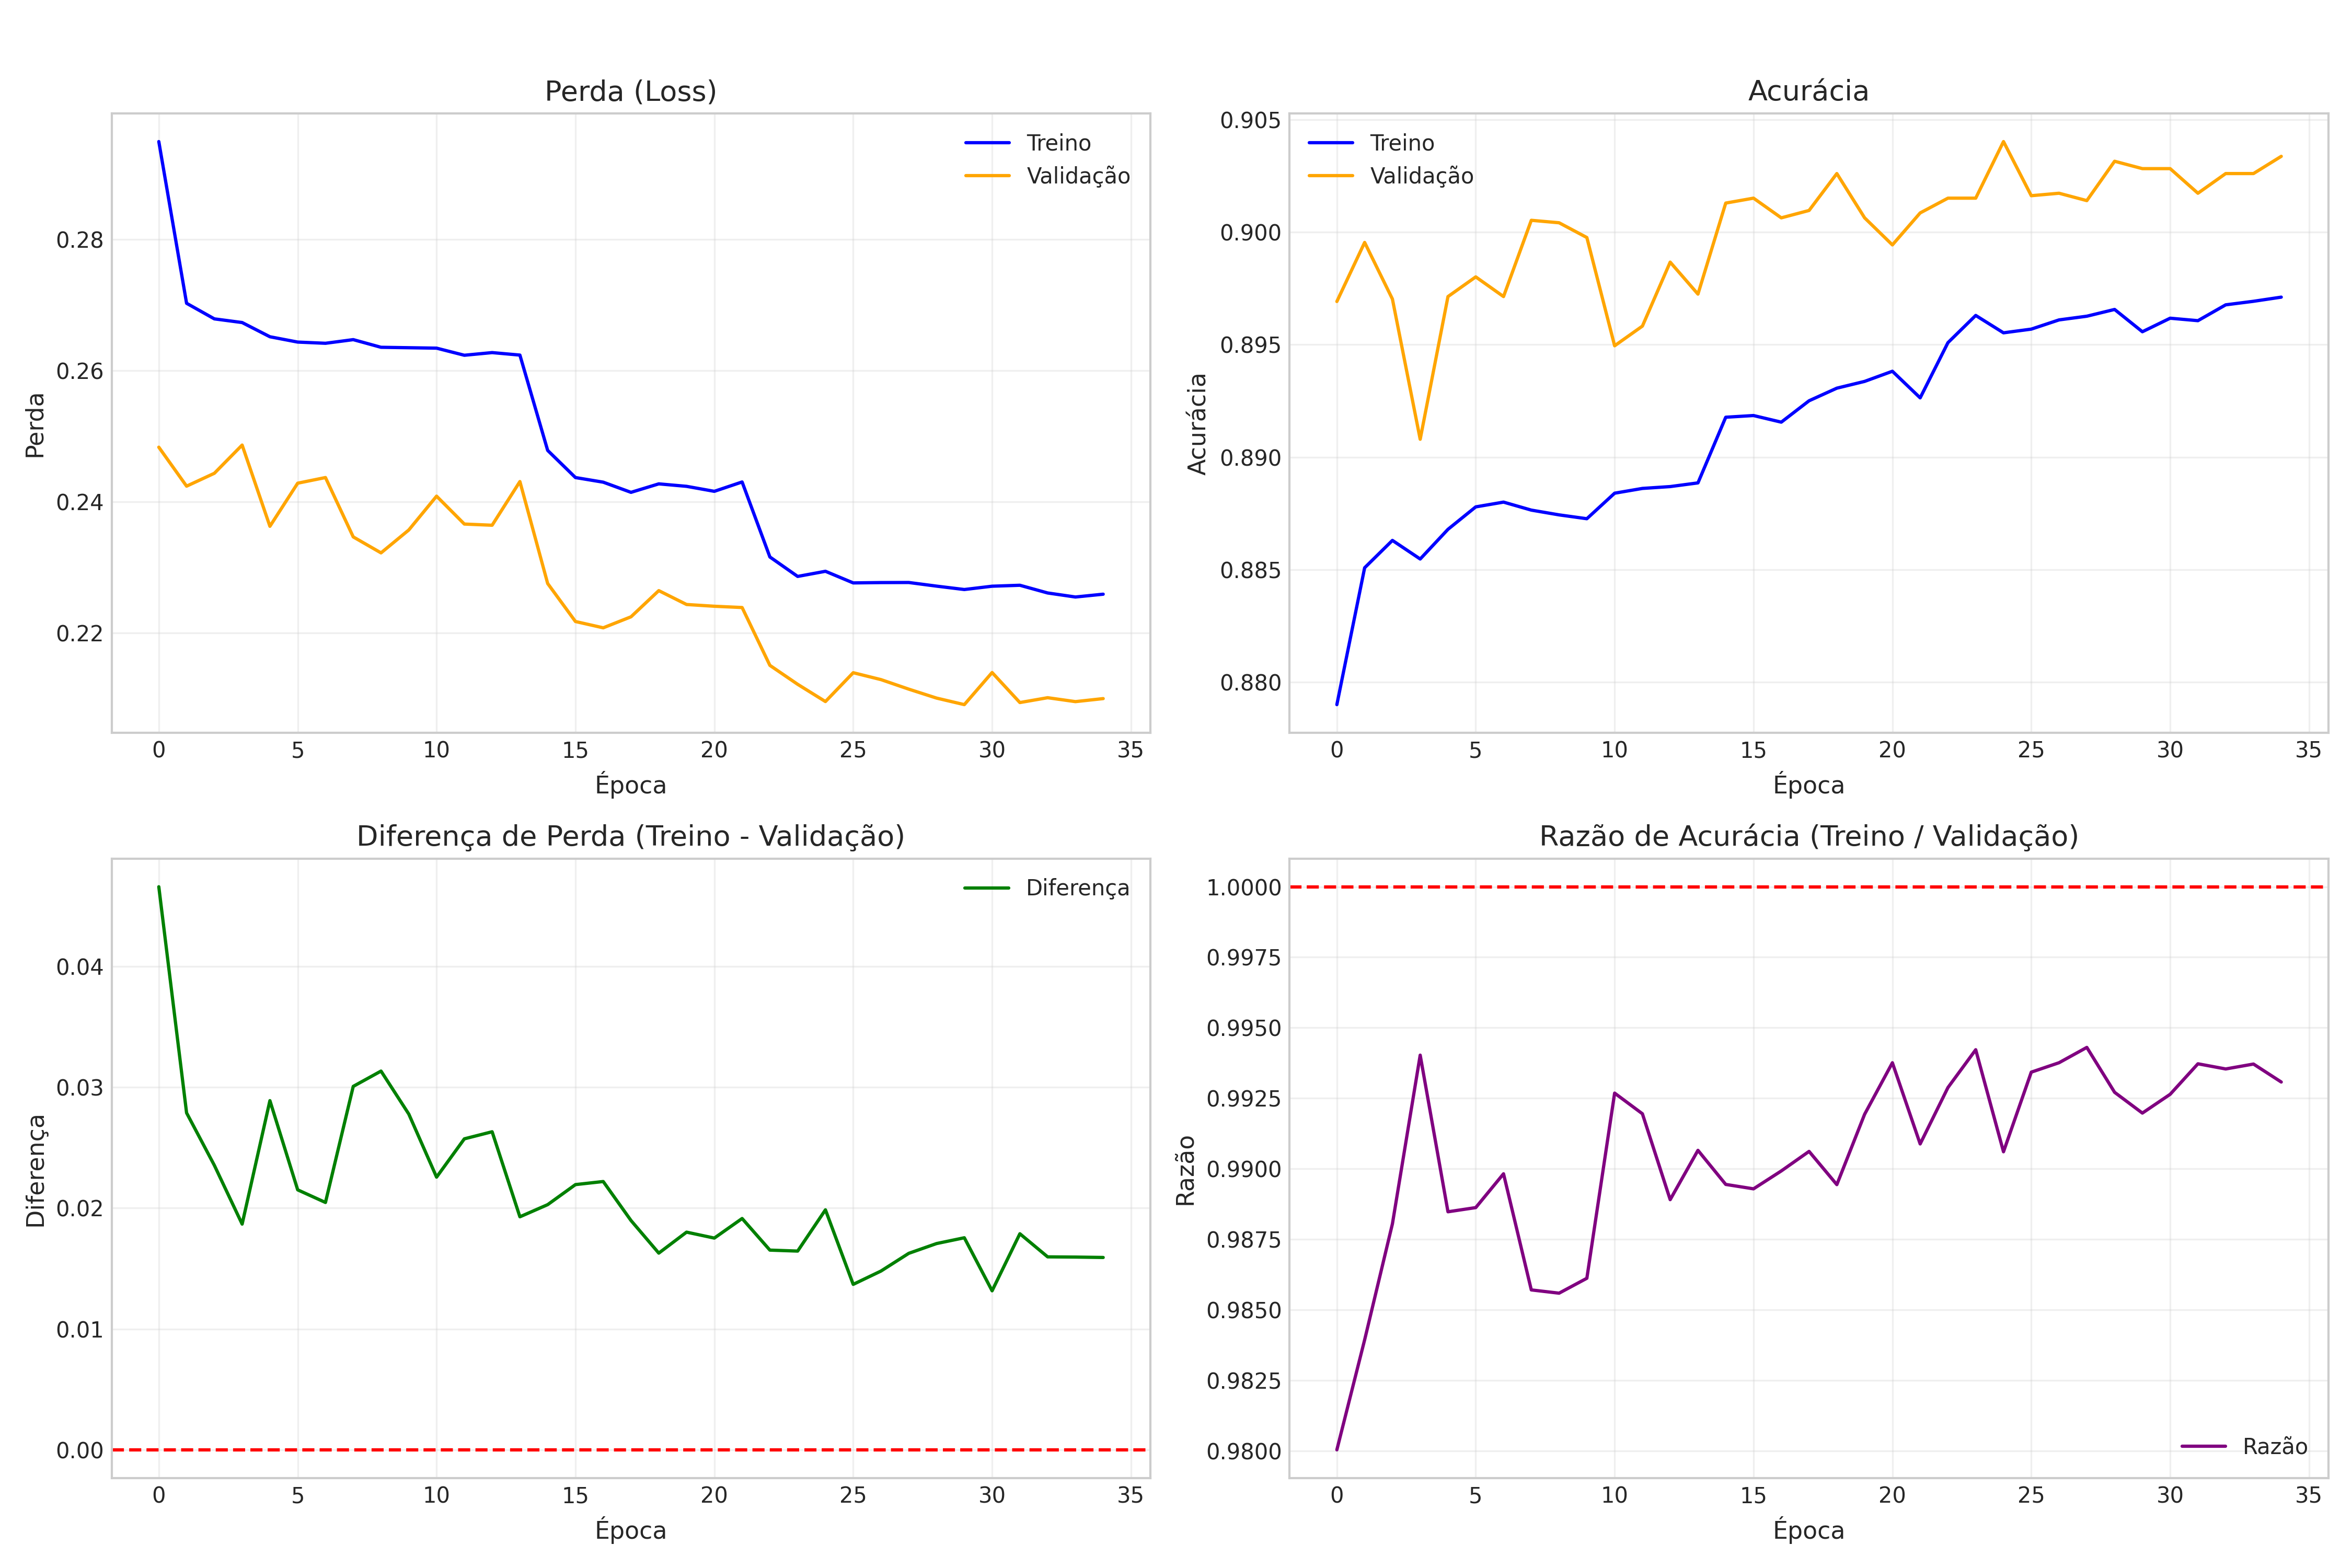 Perda (Loss)
Treino
Validação
0.28
0.26
0.24
0.22
Perda
0 5 10 15 20 25 30 35
Época
Acurácia
Treino
Validação
0.905
0.900
0.895
0.890
0.885
0.880
Acurácia
0 5 10 15 20 25 30 35
Época
Diferença de Perda (Treino - Validação)
Diferença
0.04
0.03
0.02
0.01
0.00
Diferença
0 5 10 15 20 25 30 35
Época
Razão de Acurácia (Treino / Validação)
1.0000
0.9975
0.9950
0.9925
0.9900
0.9875
0.9850
0.9825
0.9800
Razão
Razão
0 5 10 15 20 25 30 35
Época